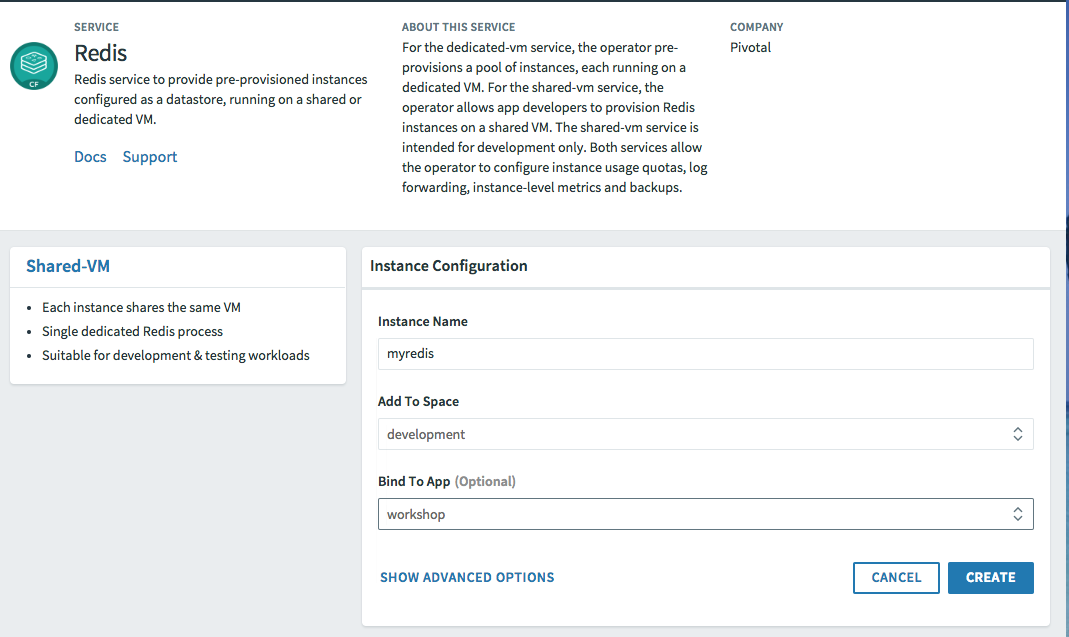 SERVICE
Redis
Redis service to provide pre-provisioned instances
configured as a datastore, running on a shared or
dedicated VM.
Docs Support
CF
ABOUT THIS SERVICE
For the dedicated-vm service, the operator pre-
provisions a pool of instances, each running on a
dedicated VM. For the shared-vm service, the
operator allows app developers to provision Redis
instances on a shared VM. The shared-vm service is
intended for development only. Both services allow
the operator to configure instance usage quotas, log
forwarding, instance-level metrics and backups.
COMPANY
Pivotal
Shared-VM
• Each instance shares the same VM
• Single dedicated Redis process
• Suitable for development & testing workloads
Instance Configuration
Instance Name
myredis
Add To Space
development
Bind To App (Optional)
workshop
SHOW ADVANCED OPTIONS
CANCEL
CREATE